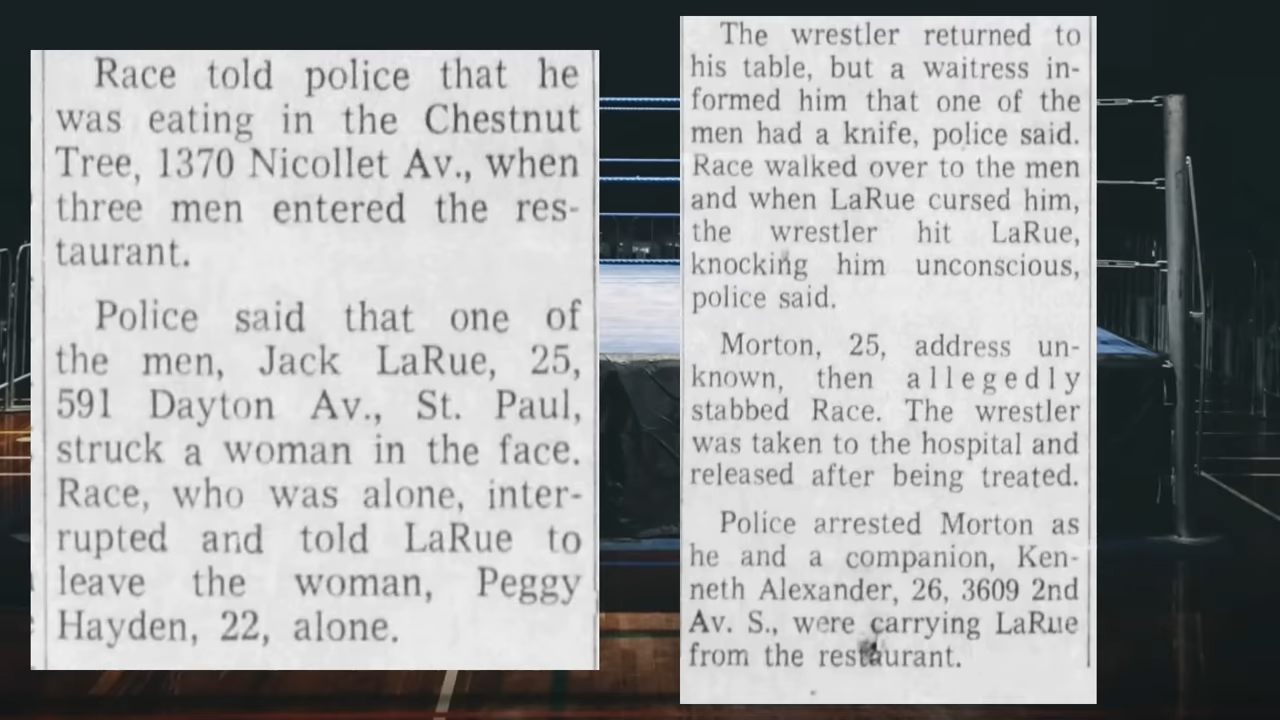 Race told police that he
was eating in the Chestnut
Tree, 1370 Nicollet Av., when
three men entered the res-
taurant.
Police said that one of
the men, Jack LaRue, 25,
591 Dayton Av., St. Paul,
struck a woman in the face.
Race, who was alone, inter-
rupted and told LaRue to
leave the woman, Peggy
Hayden, 22, alone.
The wrestler returned to
his table, but a waitress in-
formed him that one of the
men had a knife, police said.
Race walked over to the men
and when LaRue cursed him,
the wrestler hit LaRue,
knocking him unconscious,
police said.
Morton, 25, address un-
known, then allegedly
stabbed Race. The wrestler
was taken to the hospital and
released after being treated.
Police arrested Morton as
he and a companion, Ken-
neth Alexander, 26, 3609 2nd
Av. S., were carrying LaRue
from the restaurant.